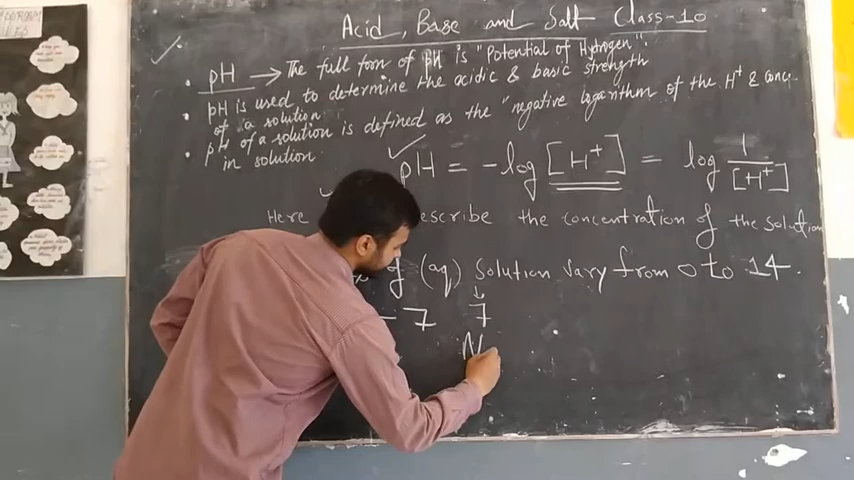 Acid, Base and Salt Class-10
pH → The full form of pH is "Potential of Hydrogen".
pH is used to determine the acidic & basic strength
of a solution
pH of a solution is defined as the "negative logarithm of the H+ & conc.
in solution.
pH = -log [H+] = log 1/[H+]
Here describe the concentration of the solution
of (aq) Solution vary from 0 to 14.
- 7 7
N